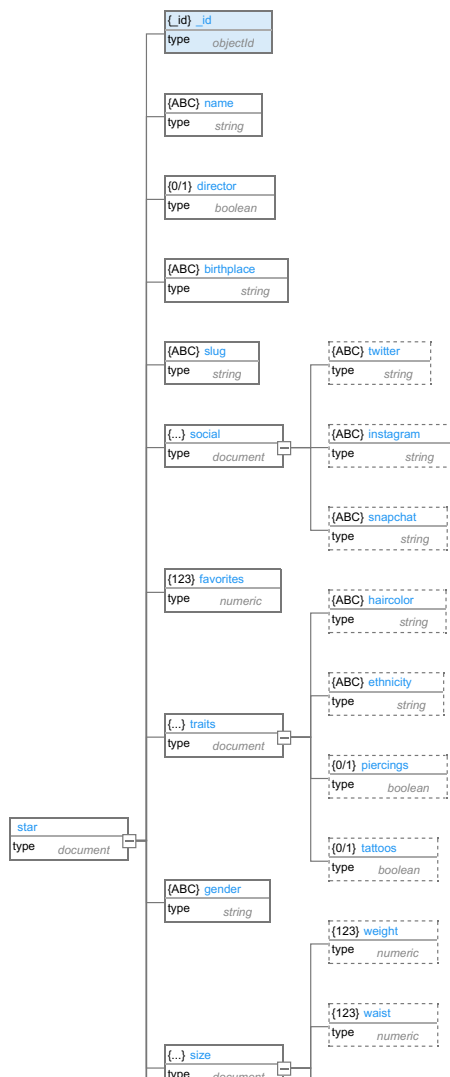 {_id} _id
type objectId
{ABC} name
type string
{0/1} director
type boolean
{ABC} birthplace
type string
{ABC} slug
type string
{ABC} twitter
type string
{...} social
type document
{ABC} instagram
type string
{ABC} snapchat
type string
{123} favorites
type numeric
{ABC} haircolor
type string
{ABC} ethnicity
type string
{...} traits
type document
{0/1} piercings
type boolean
star
type document
{0/1} tattoos
type boolean
{ABC} gender
type string
{123} weight
type numeric
{123} waist
type numeric
{...} size
type document